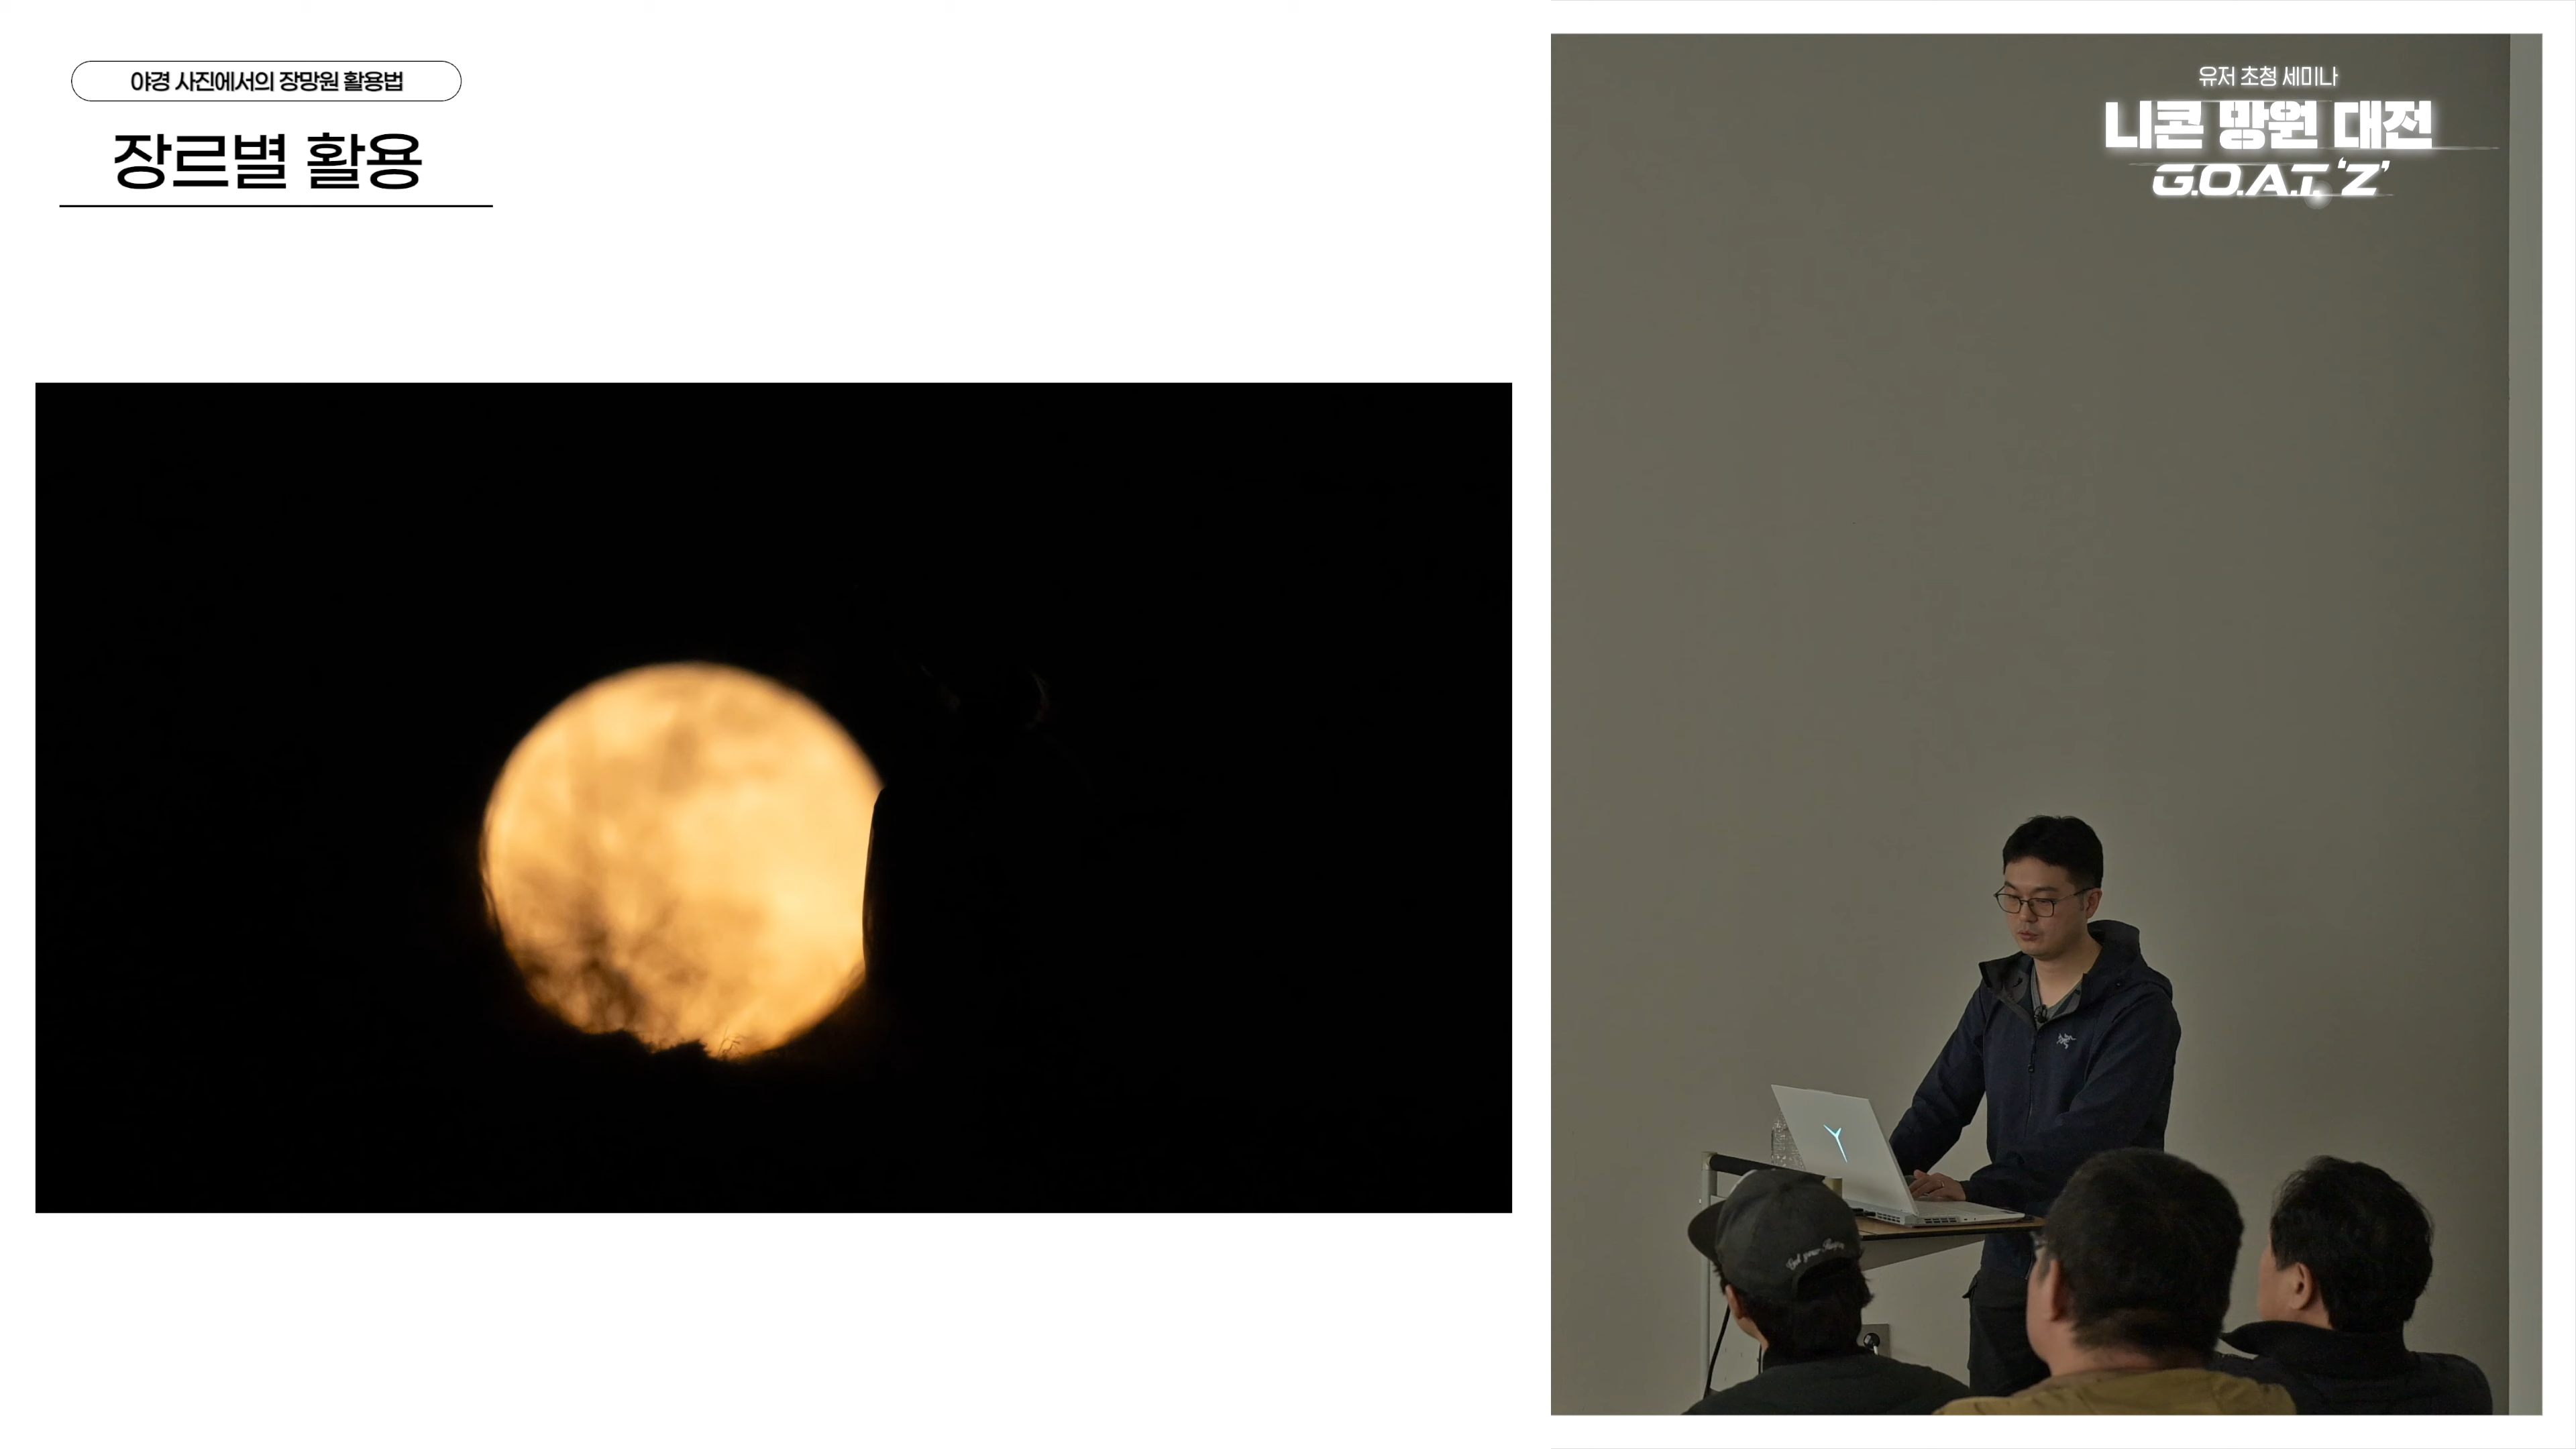 야경 사진에서의 장망원 활용법
장르별 활용
유저 초청 세미나
니콘 망원 대전
G.O.A.T. 'Z'